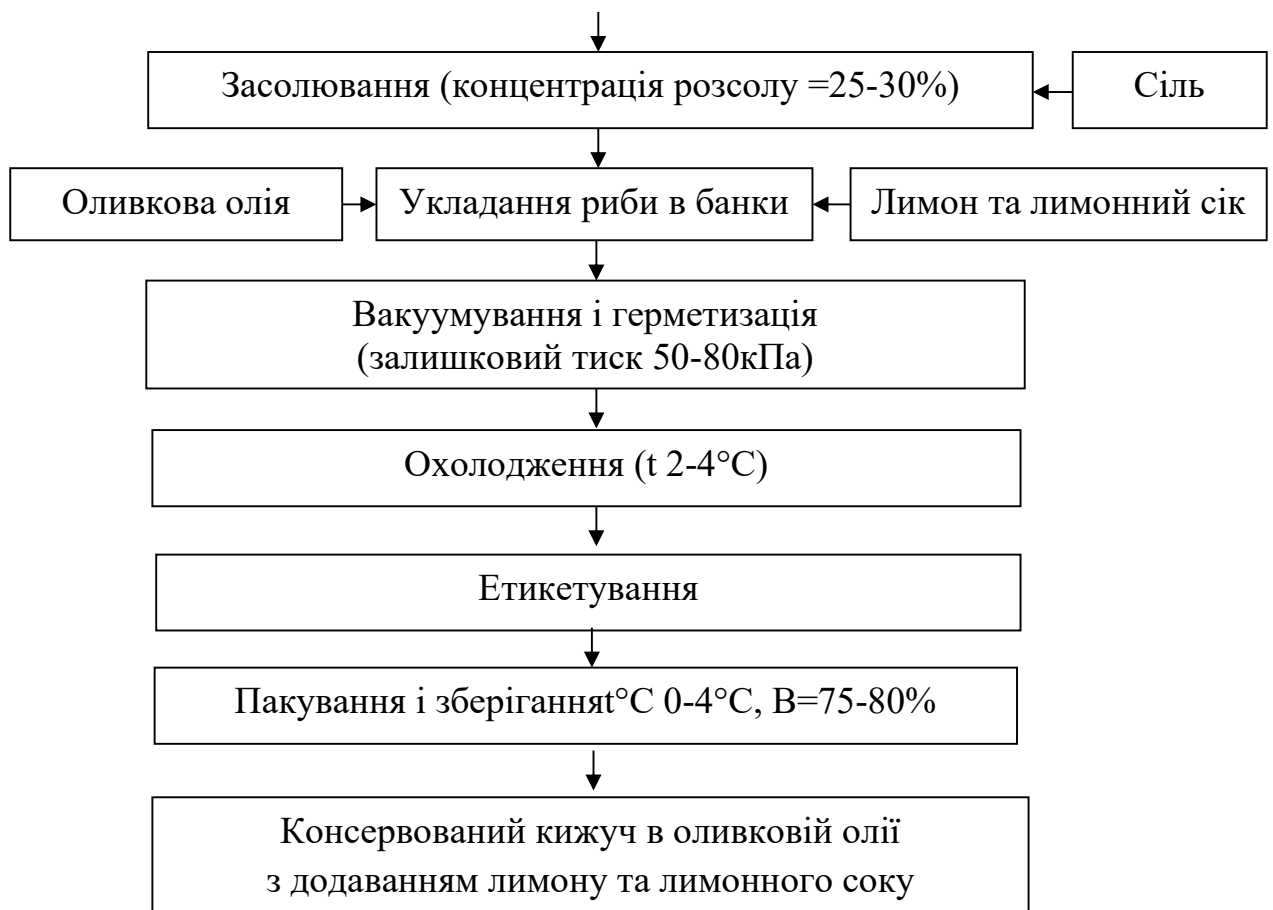 Засолювання (концентрація розсолу =25-30%)
Сіль
Оливкова олія
Укладання риби в банки
Лимон та лимонний сік
Вакуумування і герметизація
(залишковий тиск 50-80кПа)
Охолодження (t 2-4°C)
Етикетування
Пакування і зберіганняt°C 0-4°C, В=75-80%
Консервований кижуч в оливковій олії
з додаванням лимону та лимонного соку